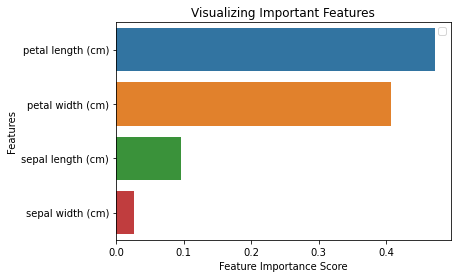 Visualizing Important Features
petal length (cm)
petal width (cm)
sepal length (cm)
sepal width (cm)
Features
0.0 0.1 0.2 0.3 0.4
Feature Importance Score